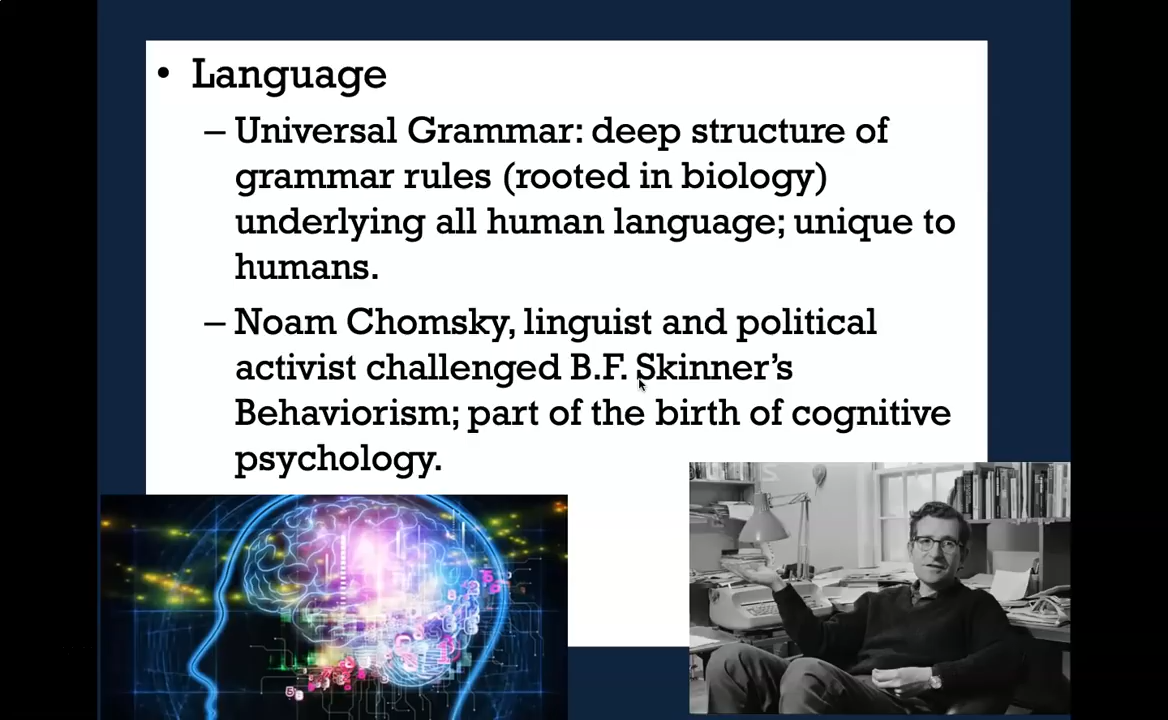 • Language
– Universal Grammar: deep structure of
grammar rules (rooted in biology)
underlying all human language; unique to
humans.
– Noam Chomsky, linguist and political
activist challenged B.F. Skinner’s
Behaviorism; part of the birth of cognitive
psychology.